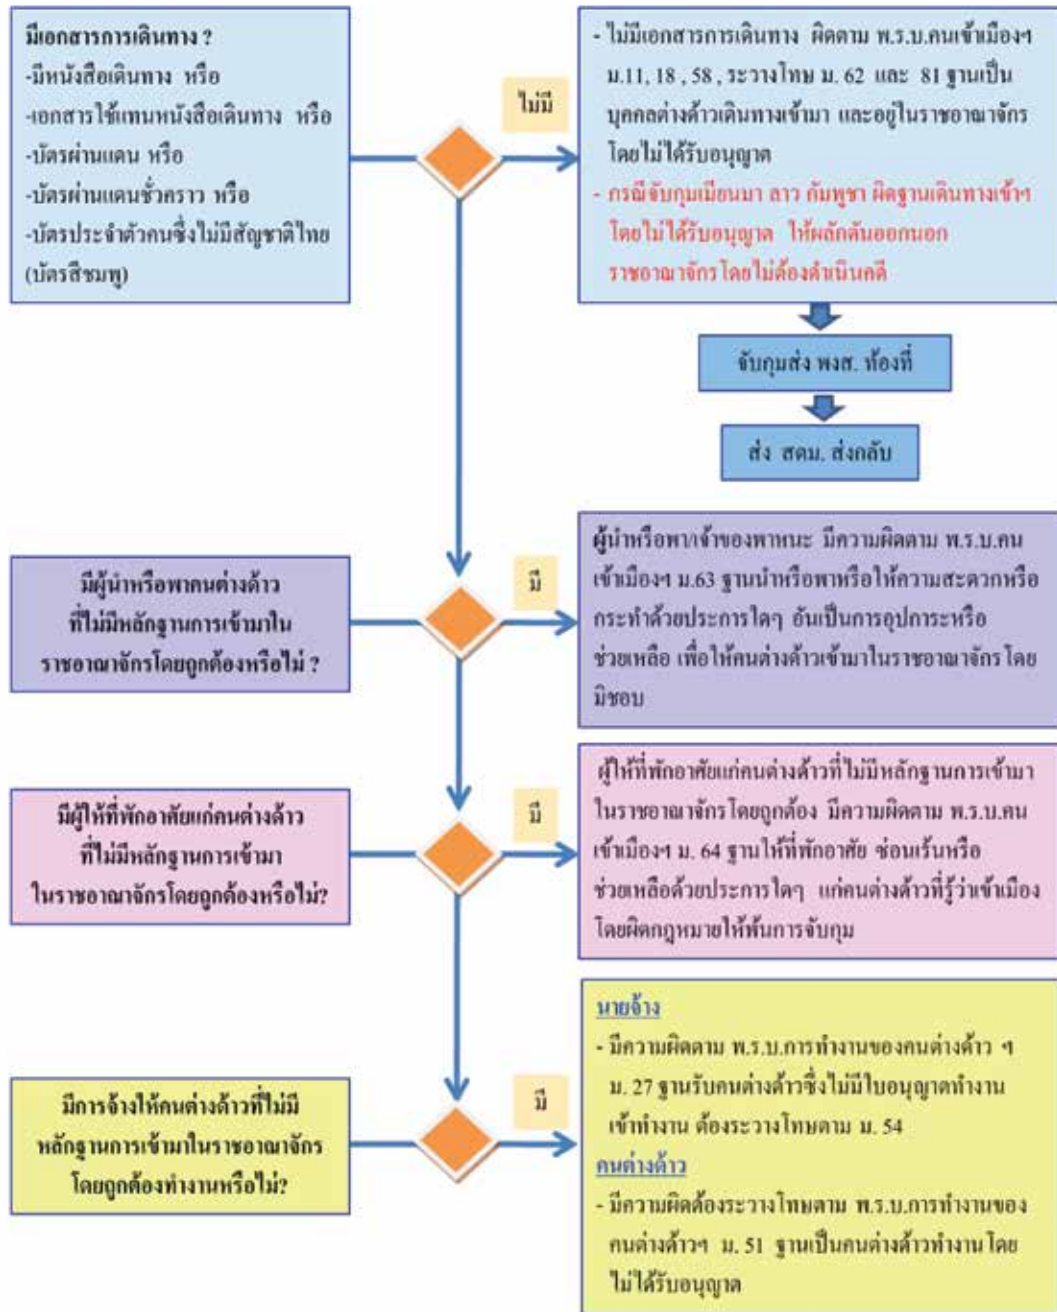 มีเอกสารการเดินทาง ?
-มีหนังสือเดินทาง หรือ
-เอกสารใช้แทนหนังสือเดินทาง หรือ
-บัตรผ่านแดน หรือ
-บัตรผ่านแดนชั่วคราว หรือ
-บัตรประจำตัวคนซึ่งไม่มีสัญชาติไทย
(บัตรสีชมพู)
ไม่มี
- ไม่มีเอกสารการเดินทาง ผิดตาม พ.ร.บ.คนเข้าเมืองฯ
ม.11, 18 , 58 , ระวางโทษ ม. 62 และ 81 ฐานเป็น
บุคคลต่างด้าวเดินทางเข้ามา และอยู่ในราชอาณาจักร
โดยไม่ได้รับอนุญาต
- กรณีจับกุมเมียนมา ลาว กัมพูชา ผิดฐานเดินทางเข้าฯ
โดยไม่ได้รับอนุญาต ให้ผลักดันออกนอก
ราชอาณาจักรโดยไม่ต้องดำเนินคดี
จับกุมส่ง พงส. ท้องที่
ส่ง สตม. ส่งกลับ
มีผู้นำหรือพาคนต่างด้าว
ที่ไม่มีหลักฐานการเข้ามาใน
ราชอาณาจักรโดยถูกต้องหรือไม่ ?
มี
ผู้นำหรือพา/เจ้าของพาหนะ มีความผิดตาม พ.ร.บ.คน
เข้าเมืองฯ ม.63 ฐานนำหรือพาหรือให้ความสะดวกหรือ
กระทำด้วยประการใดๆ อันเป็นการอุปการะหรือ
ช่วยเหลือ เพื่อให้คนต่างด้าวเข้ามาในราชอาณาจักรโดย
มิชอบ
มีผู้ให้ที่พักอาศัยแก่คนต่างด้าว
ที่ไม่มีหลักฐานการเข้ามา
ในราชอาณาจักรโดยถูกต้องหรือไม่?
มี
ผู้ให้ที่พักอาศัยแก่คนต่างด้าวที่ไม่มีหลักฐานการเข้ามา
ในราชอาณาจักรโดยถูกต้อง มีความผิดตาม พ.ร.บ.คน
เข้าเมืองฯ ม. 64 ฐานให้ที่พักอาศัย ซ่อนเร้นหรือ
ช่วยเหลือด้วยประการใดๆ แก่คนต่างด้าวที่รู้ว่าเข้าเมือง
โดยผิดกฎหมายให้พ้นการจับกุม
มีการจ้างให้คนต่างด้าวที่ไม่มี
หลักฐานการเข้ามาในราชอาณาจักร
โดยถูกต้องทำงานหรือไม่?
มี
นายจ้าง
- มีความผิดตาม พ.ร.บ.การทำงานของคนต่างด้าว ฯ
ม. 27 ฐานรับคนต่างด้าวซึ่งไม่มีใบอนุญาตทำงาน
เข้าทำงาน ต้องระวางโทษตาม ม. 54
คนต่างด้าว
- มีความผิดต้องระวางโทษตาม พ.ร.บ.การทำงานของ
คนต่างด้าวฯ ม. 51 ฐานเป็นคนต่างด้าวทำงานโดย
ไม่ได้รับอนุญาต